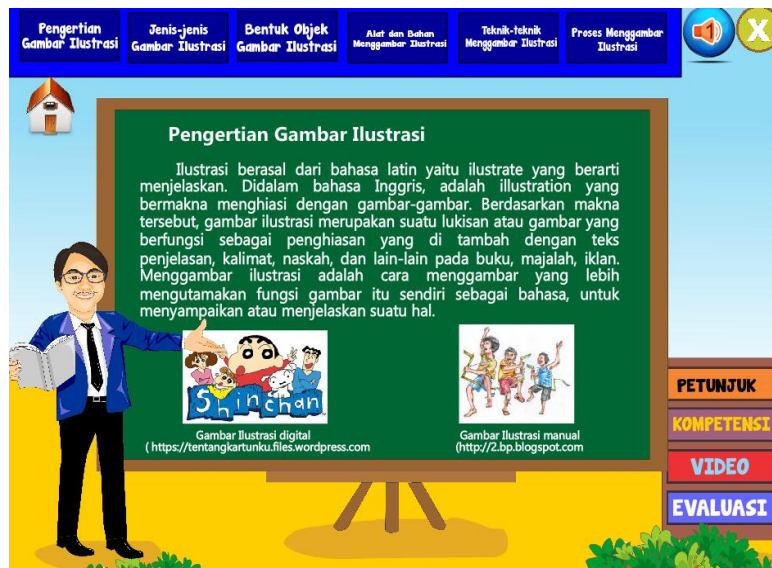 Pengertian
Gambar Ilustrasi
Jenis-jenis
Gambar Ilustrasi
Bentuk Objek
Gambar Ilustrasi
Alat dan Bahan
Menggambar Ilustrasi
Teknik-teknik
Menggambar Ilustrasi
Proses Menggambar
Ilustrasi
1
X
Pengertian Gambar Ilustrasi
Ilustrasi berasal dari bahasa latin yaitu ilustrate yang berarti
menjelaskan. Didalam bahasa Inggris, adalah illustration yang
bermakna menghiasi dengan gambar-gambar. Berdasarkan makna
tersebut, gambar ilustrasi merupakan suatu lukisan atau gambar yang
berfungsi sebagai penghiasan yang di tambah dengan teks
penjelasan, kalimat, naskah, dan lain-lain pada buku, majalah, iklan.
Menggambar ilustrasi adalah cara menggambar yang lebih
mengutamakan fungsi gambar itu sendiri sebagai bahasa, untuk
menyampaikan atau menjelaskan suatu hal.
Shinchan
Gambar Ilustrasi digital
( https://tentangkartunku.files.wordpress.com
Gambar Ilustrasi manual
(http://2.bp.blogspot.com
PETUNJUK
KOMPETENSI
VIDEO
EVALUASI